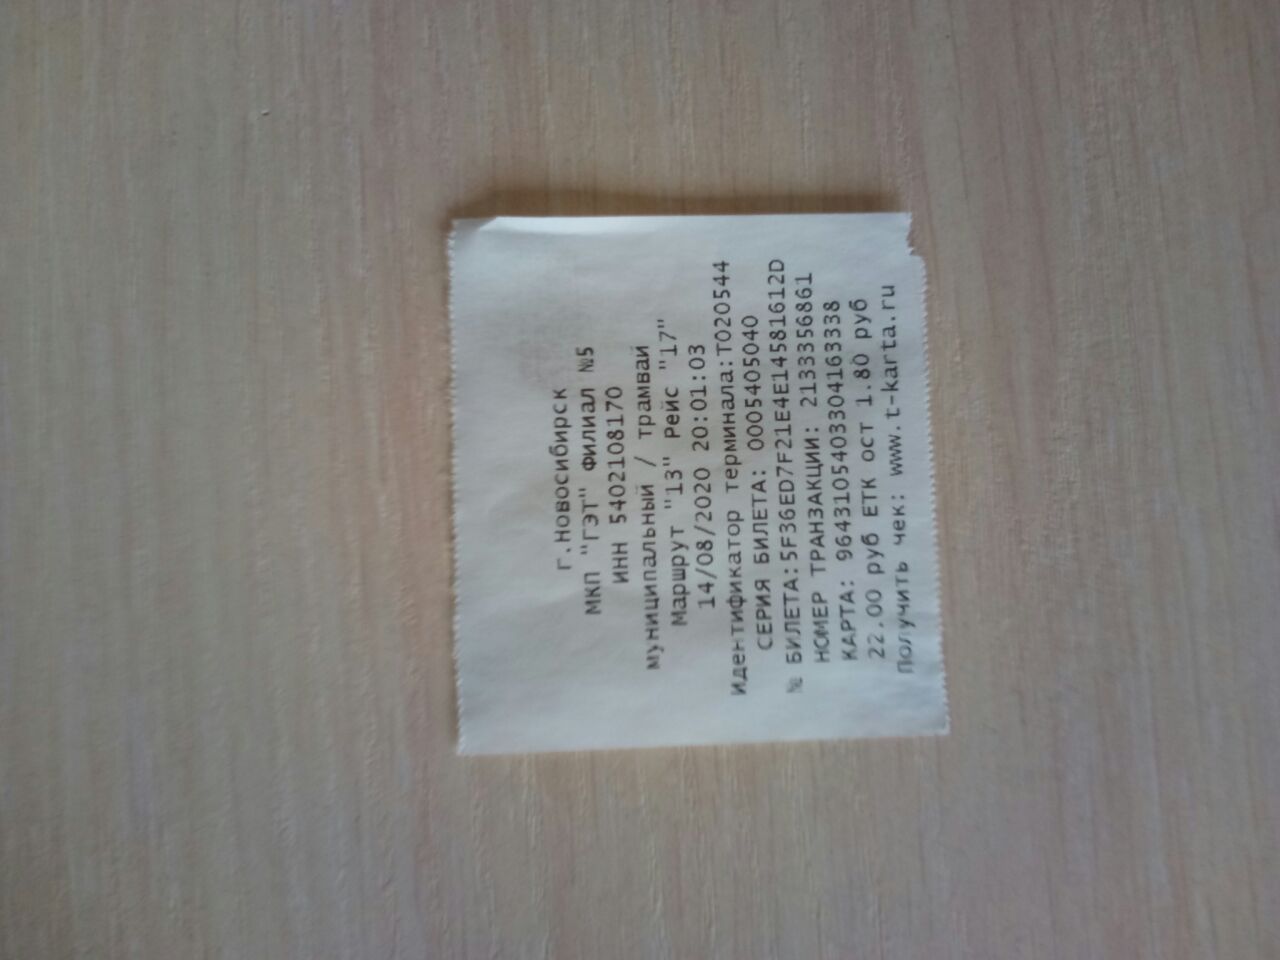 г.Новосибирск
МКП "ГЭТ" Филиал №5
ИНН 5402108170
муниципальный / трамвай
Маршрут "13" Рейс "17"
14/08/2020 20:01:03
Идентификатор терминала:T020544
СЕРИЯ БИЛЕТА: 0005405040
№ БИЛЕТА:5F36ED7F21E4E14581612D
НОМЕР ТРАНЗАКЦИИ: 2133356861
КАРТА: 9643105403304163338
22.00 руб ЕТК ост 1.80 руб
Получить чек: www.t-karta.ru